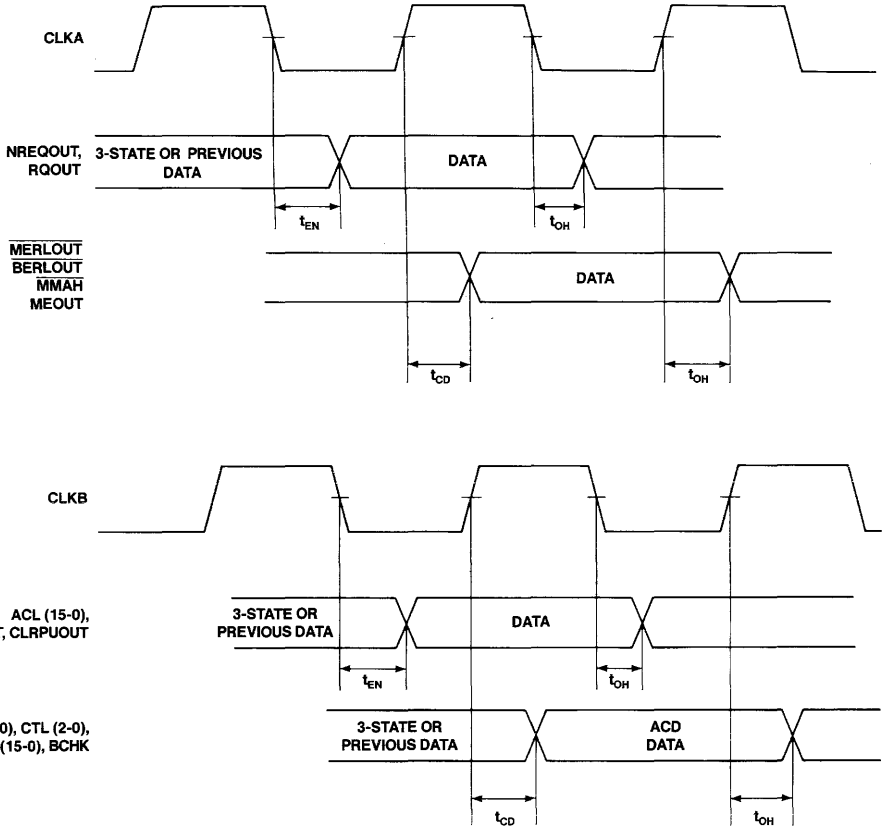 CLKA
NREQOUT,
RQOUT
3-STATE OR PREVIOUS
DATA
DATA
tEN
tOH
MERLOUT
BERLOUT
MMAH
MEOUT
DATA
tCD
tOH
CLKB
ACL (15-0),
CLRPUOUT
3-STATE OR
PREVIOUS DATA
DATA
tEN
tOH
CTL (2-0),
(15-0), BCHK
3-STATE OR
PREVIOUS DATA
ACD
DATA
tCD
tOH